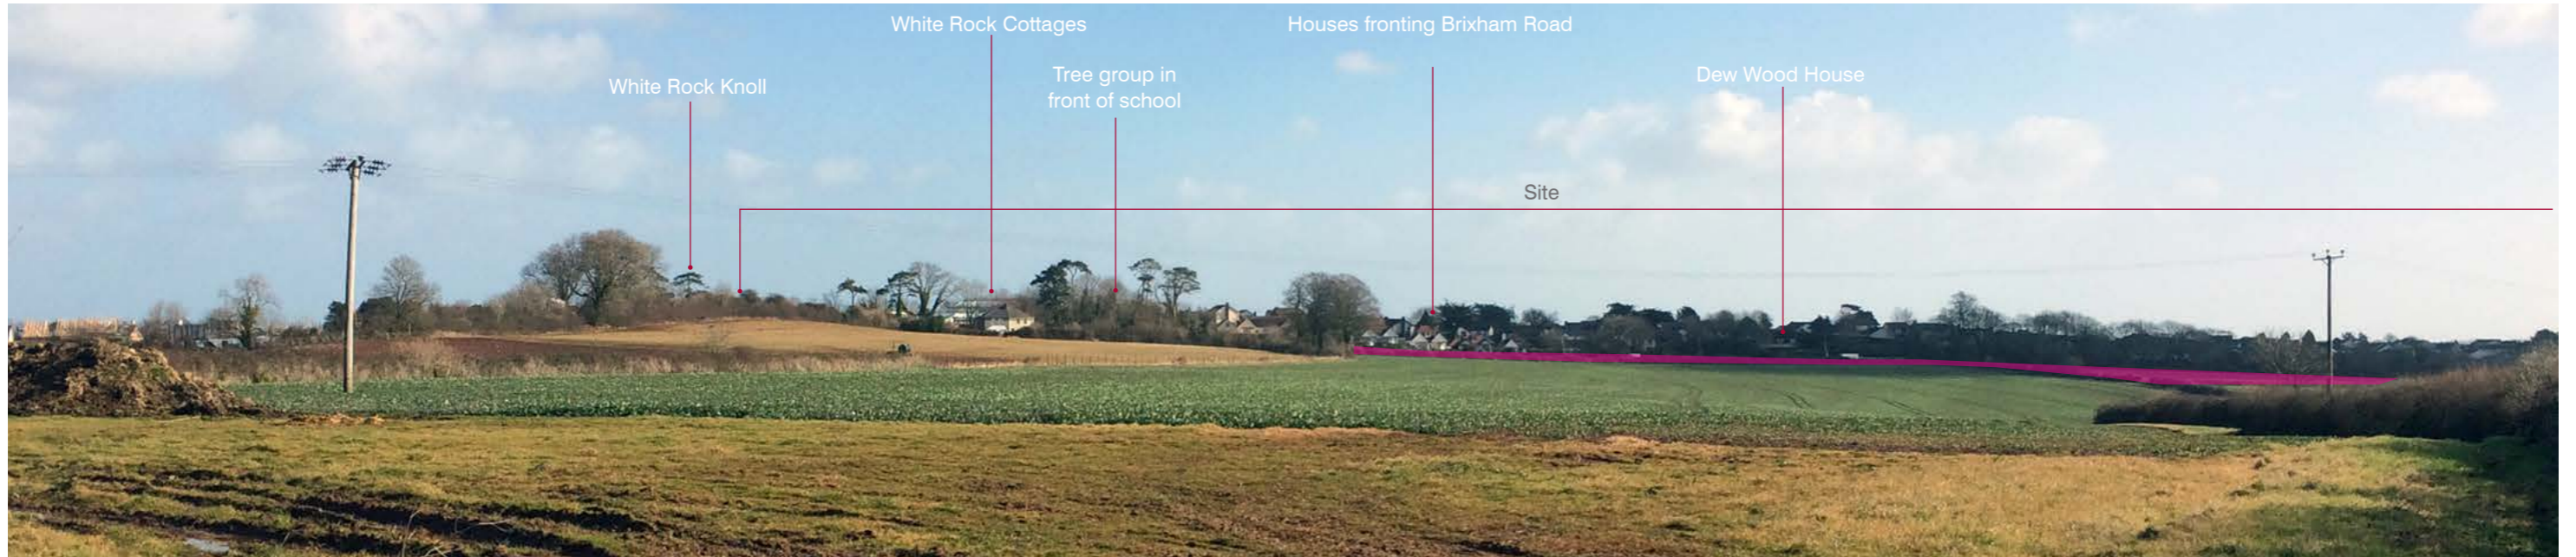 White Rock Cottages
Houses fronting Brixham Road
Tree group in
front of school
Dew Wood House
White Rock Knoll
Site